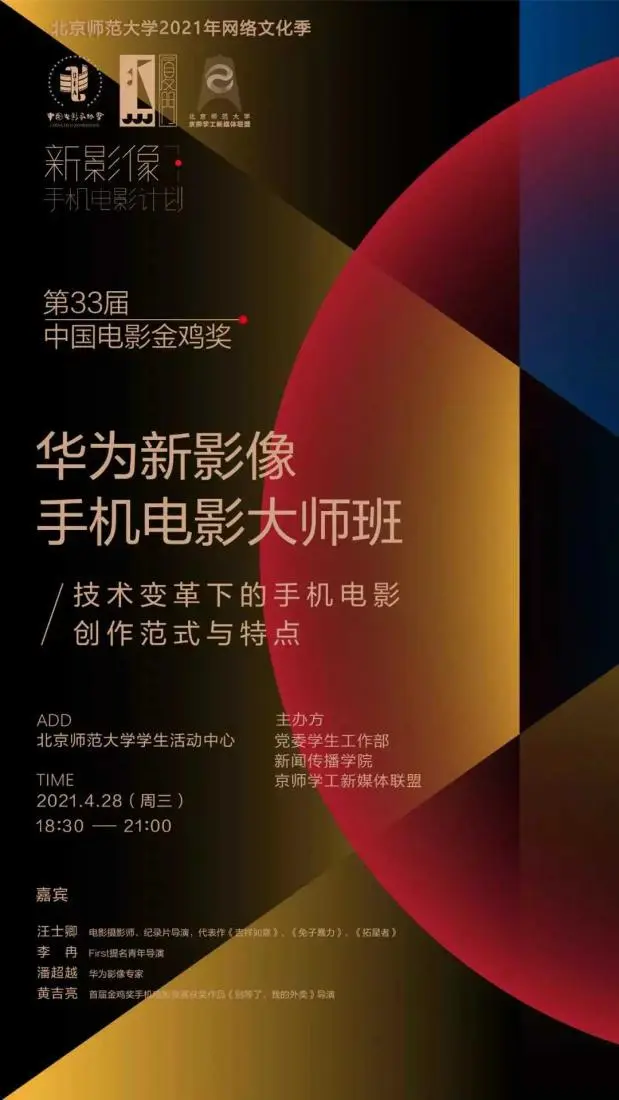 北京师范大学2021年网络文化季
中国电影家协会
北京师范大学
京师学工新媒体联盟
新影像
手机电影计划
第33届
中国电影金鸡奖
华为新影像
手机电影大师班
技术变革下的手机电影
创作范式与特点
ADD
北京师范大学学生活动中心
TIME
2021.4.28（周三）
18:30 — 21:00
主办方
党委学生工作部
新闻传播学院
京师学工新媒体联盟
嘉宾
汪士卿 电影摄影师、纪录片导演，代表作《吉祥如意》、《兔子暴力》、《拓星者》
李 冉 First提名青年导演
潘超越 华为影像专家
黄吉亮 首届金鸡奖手机电影竞赛获奖作品《别等了，我的外卖》导演